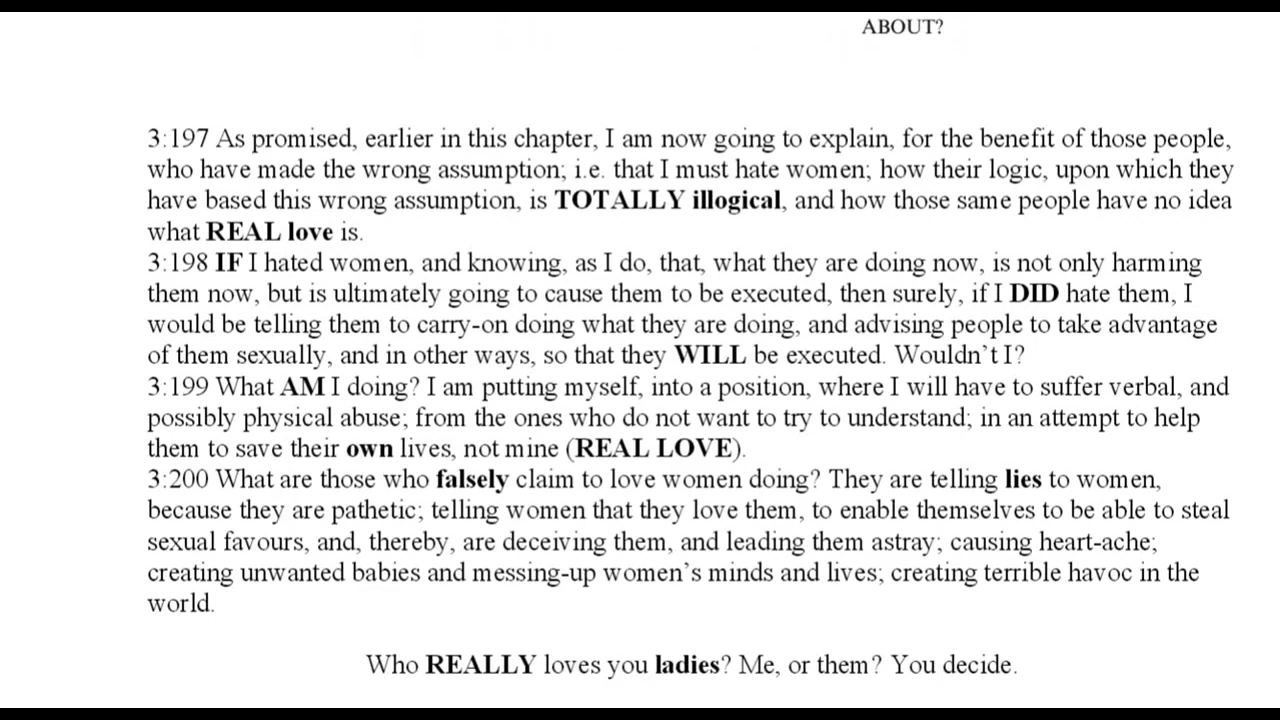 ABOUT?
3:197 As promised, earlier in this chapter, I am now going to explain, for the benefit of those people,
who have made the wrong assumption; i.e. that I must hate women; how their logic, upon which they
have based this wrong assumption, is TOTALLY illogical, and how those same people have no idea
what REAL love is.
3:198 IF I hated women, and knowing, as I do, that, what they are doing now, is not only harming
them now, but is ultimately going to cause them to be executed, then surely, if I DID hate them, I
would be telling them to carry-on doing what they are doing, and advising people to take advantage
of them sexually, and in other ways, so that they WILL be executed. Wouldn't I?
3:199 What AM I doing? I am putting myself, into a position, where I will have to suffer verbal, and
possibly physical abuse; from the ones who do not want to try to understand; in an attempt to help
them to save their own lives, not mine (REAL LOVE).
3:200 What are those who falsely claim to love women doing? They are telling lies to women,
because they are pathetic; telling women that they love them, to enable themselves to be able to steal
sexual favours, and, thereby, are deceiving them, and leading them astray; causing heart-ache;
creating unwanted babies and messing-up women's minds and lives; creating terrible havoc in the
world.
Who REALLY loves you ladies? Me, or them? You decide.